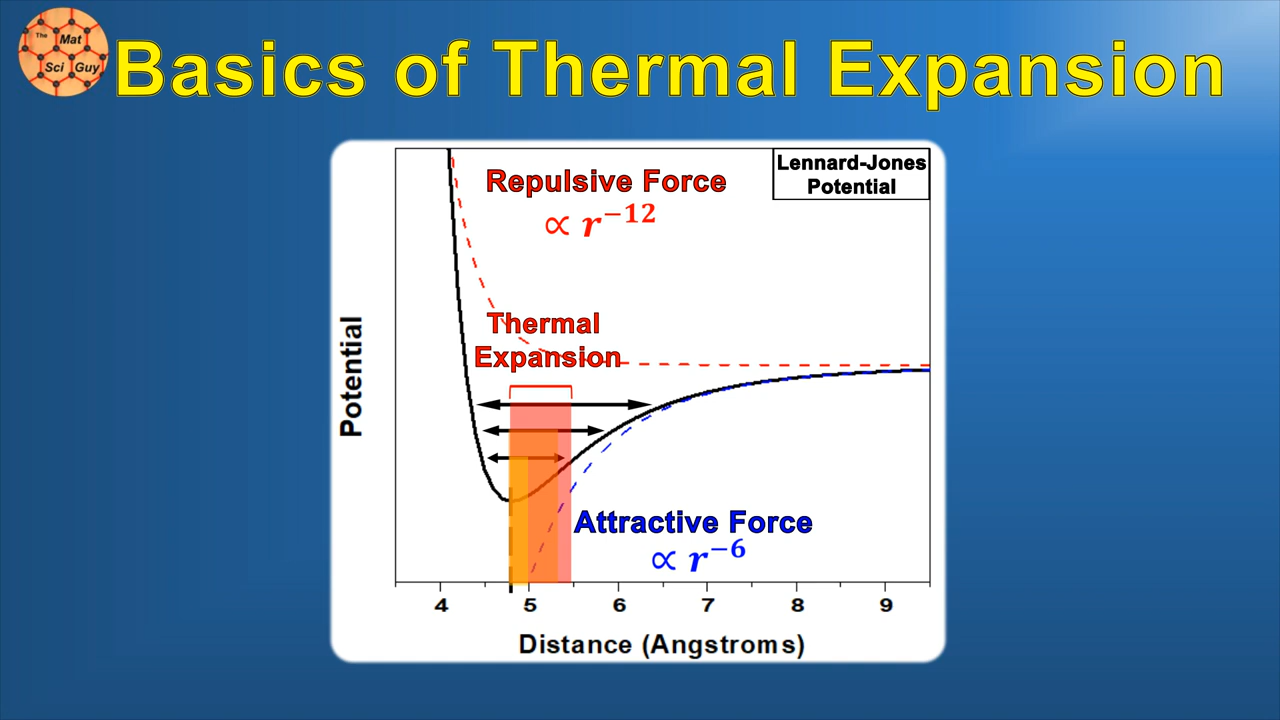 The
Mat
Sci Guy
Basics of Thermal Expansion
Lennard-Jones
Potential
Repulsive Force
∝ r⁻¹²
Thermal
Expansion
Potential
Attractive Force
∝ r⁻⁶
4 5 6 7 8 9
Distance (Angstroms)